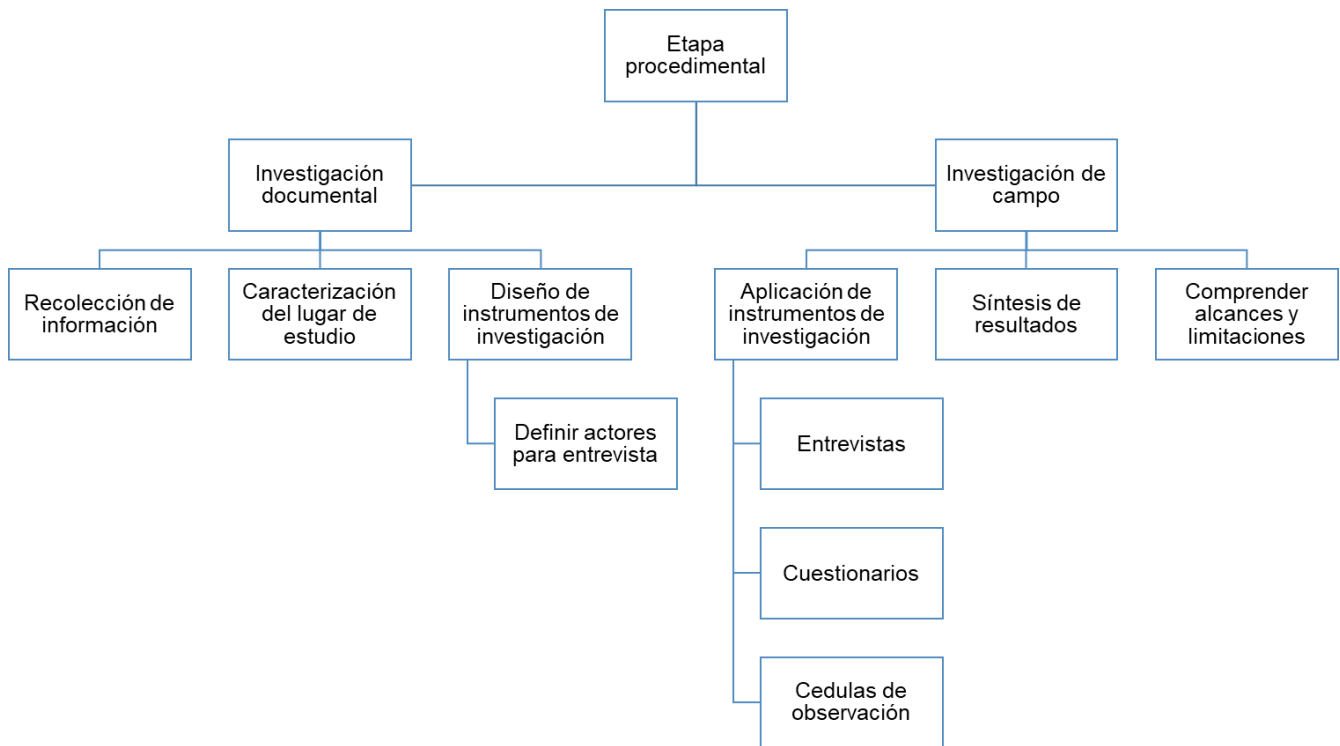 Etapa
procedimental
Investigación
documental
Investigación de
campo
Recolección de
información
Caracterización
del lugar de
estudio
Diseño de
instrumentos de
investigación
Aplicación de
instrumentos de
investigación
Síntesis de
resultados
Comprender
alcances y
limitaciones
Definir actores
para entrevista
Entrevistas
Cuestionarios
Cedulas de
observación